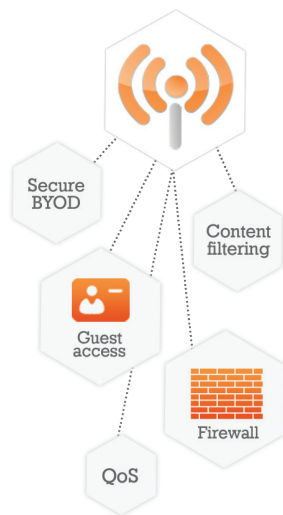 Secure
BYOD
Content
filtering
Guest
access
Firewall
QoS